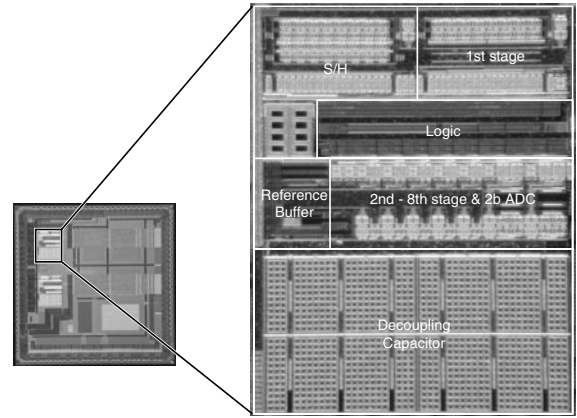 S/H
1st stage
Logic
Reference
Buffer
2nd - 8th stage & 2b ADC
Decoupling
Capacitor